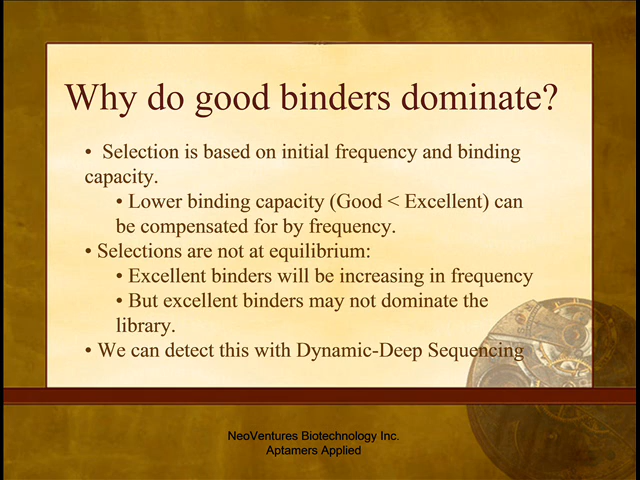 Why do good binders dominate?
• Selection is based on initial frequency and binding
capacity.
• Lower binding capacity (Good < Excellent) can
be compensated for by frequency.
• Selections are not at equilibrium:
• Excellent binders will be increasing in frequency
• But excellent binders may not dominate the
library.
• We can detect this with Dynamic-Deep Sequencing
NeoVentures Biotechnology Inc.
Aptamers Applied